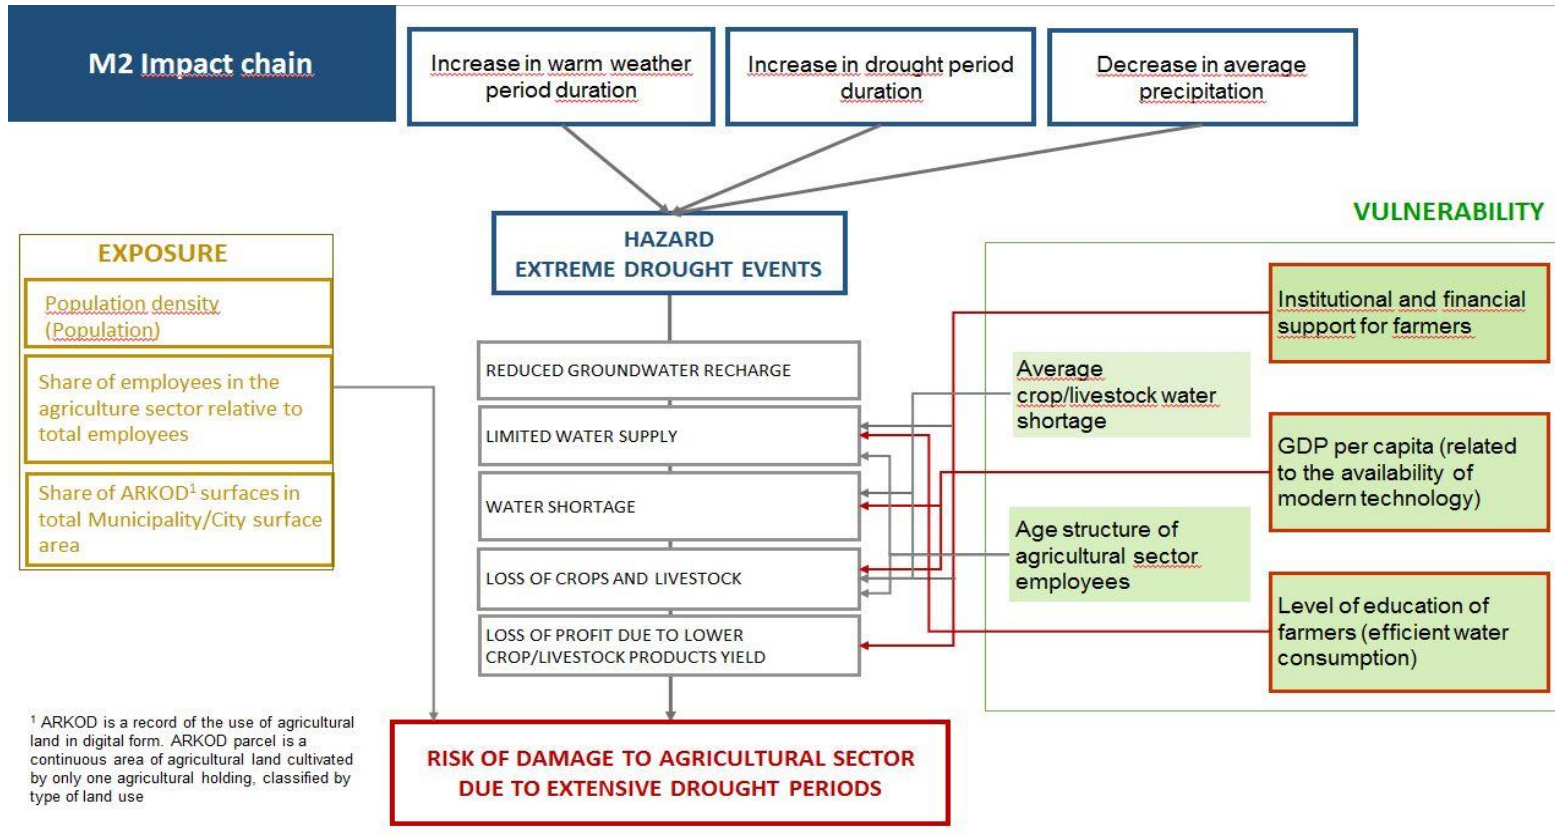 M2 Impact chain
Increase in warm weather
period duration
Increase in drought period
duration
Decrease in average
precipitation
HAZARD
EXTREME DROUGHT EVENTS
EXPOSURE
Population density
(Population)
Share of employees in the
agriculture sector relative to
total employees
Share of ARKOD¹ surfaces in
total Municipality/City surface
area
REDUCED GROUNDWATER RECHARGE
LIMITED WATER SUPPLY
WATER SHORTAGE
LOSS OF CROPS AND LIVESTOCK
LOSS OF PROFIT DUE TO LOWER
CROP/LIVESTOCK PRODUCTS YIELD
VULNERABILITY
Average
crop/livestock water
shortage
Age structure of
agricultural sector
employees
Institutional and financial
support for farmers
GDP per capita (related
to the availability of
modern technology)
Level of education of
farmers (efficient water
consumption)
RISK OF DAMAGE TO AGRICULTURAL SECTOR
DUE TO EXTENSIVE DROUGHT PERIODS
¹ ARKOD is a record of the use of agricultural
land in digital form. ARKOD parcel is a
continuous area of agricultural land cultivated
by only one agricultural holding, classified by
type of land use